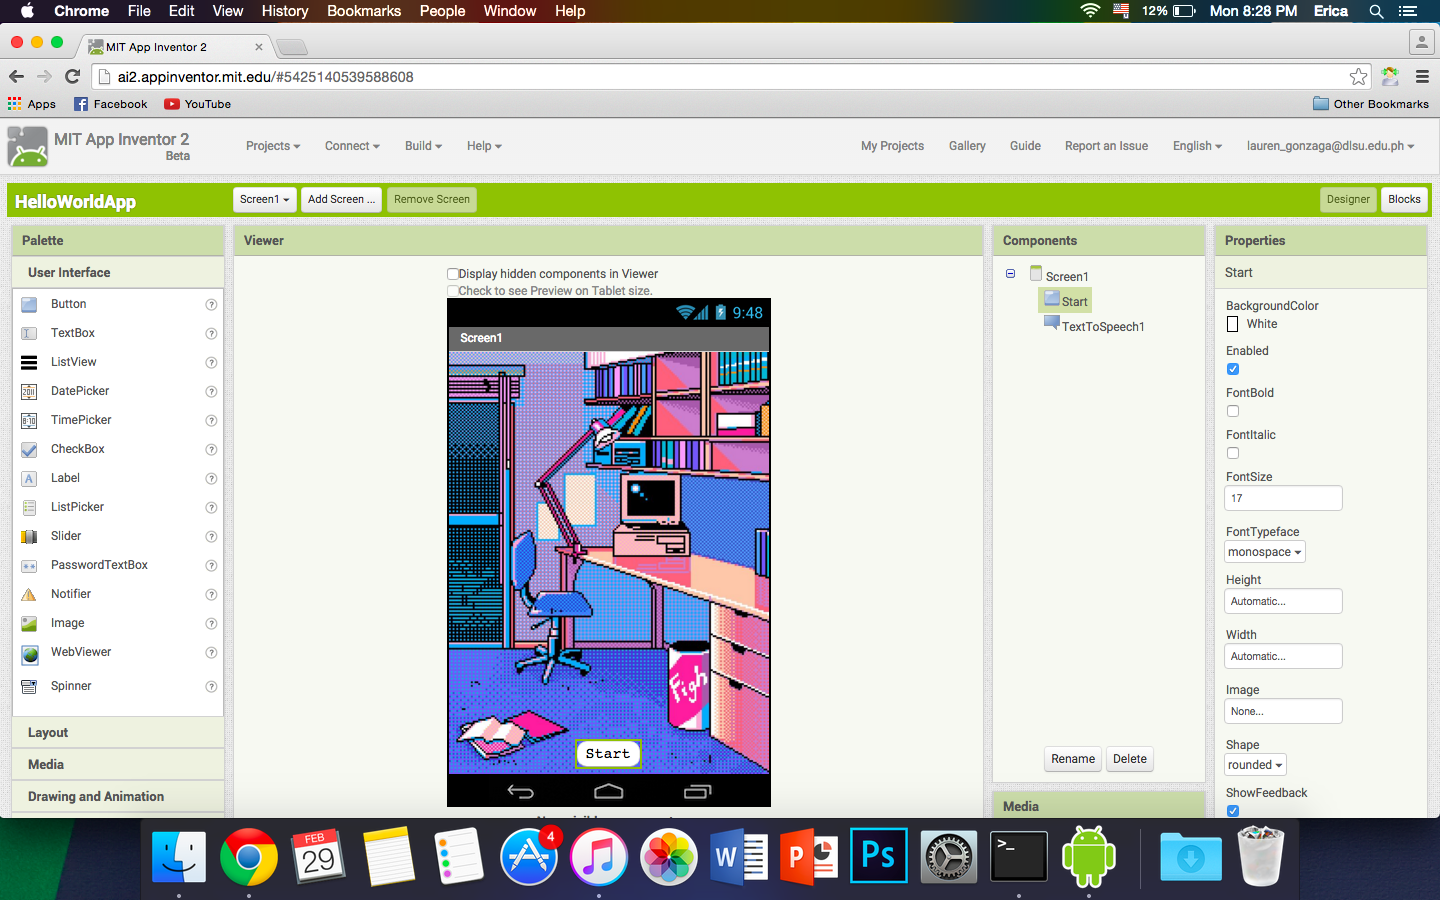 Chrome File Edit View History Bookmarks People Window Help 12% Mon 8:28 PM Erica
MIT App Inventor 2
ai2.appinventor.mit.edu/#5425140539588608
Apps Facebook YouTube Other Bookmarks
MIT App Inventor 2
Beta
Projects Connect Build Help My Projects Gallery Guide Report an Issue English lauren_gonzaga@dlsu.edu.ph
HelloWorldApp Screen1 Add Screen ... Remove Screen Designer Blocks
Palette
User Interface
Button ?
TextBox ?
ListView ?
DatePicker ?
TimePicker ?
CheckBox ?
A Label ?
ListPicker ?
Slider ?
PasswordTextBox ?
Notifier ?
Image ?
WebViewer ?
Spinner ?
Layout
Media
Drawing and Animation
Viewer
Display hidden components in Viewer
Check to see Preview on Tablet size.
9:48
Screen1
Figh
Start
Components
Screen1
Start
TextToSpeech1
Rename Delete
Media
Properties
Start
BackgroundColor
White
Enabled
FontBold
FontItalic
FontSize
17
FontTypeface
monospace
Height
Automatic...
Width
Automatic...
Image
None...
Shape
rounded
ShowFeedback
FEB
29
4
W
P
Ps
>_